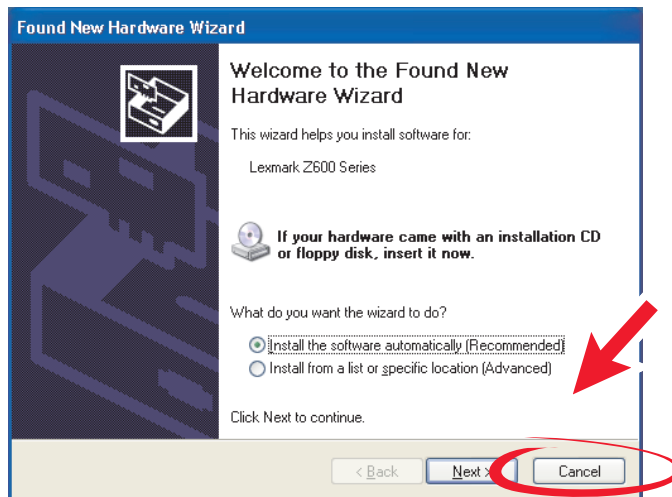 Found New Hardware Wizard
Welcome to the Found New
Hardware Wizard
This wizard helps you install software for:
Lexmark Z600 Series
If your hardware came with an installation CD
or floppy disk, insert it now.
What do you want the wizard to do?
Install the software automatically (Recommended)
Install from a list or specific location (Advanced)
Click Next to continue.
< Back
Next >
Cancel